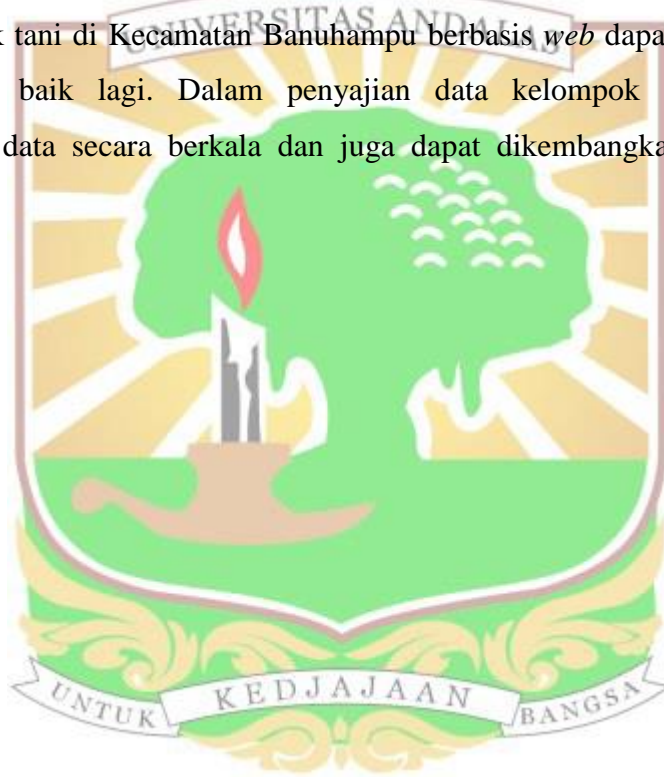 UNIVERSITAS ANDALAS
tani di Kecamatan Banuhampu berbasis web dapa
baik lagi. Dalam penyajian data kelompok
data secara berkala dan juga dapat dikembangka
UNTUK KEDJAJAAN BANGSA